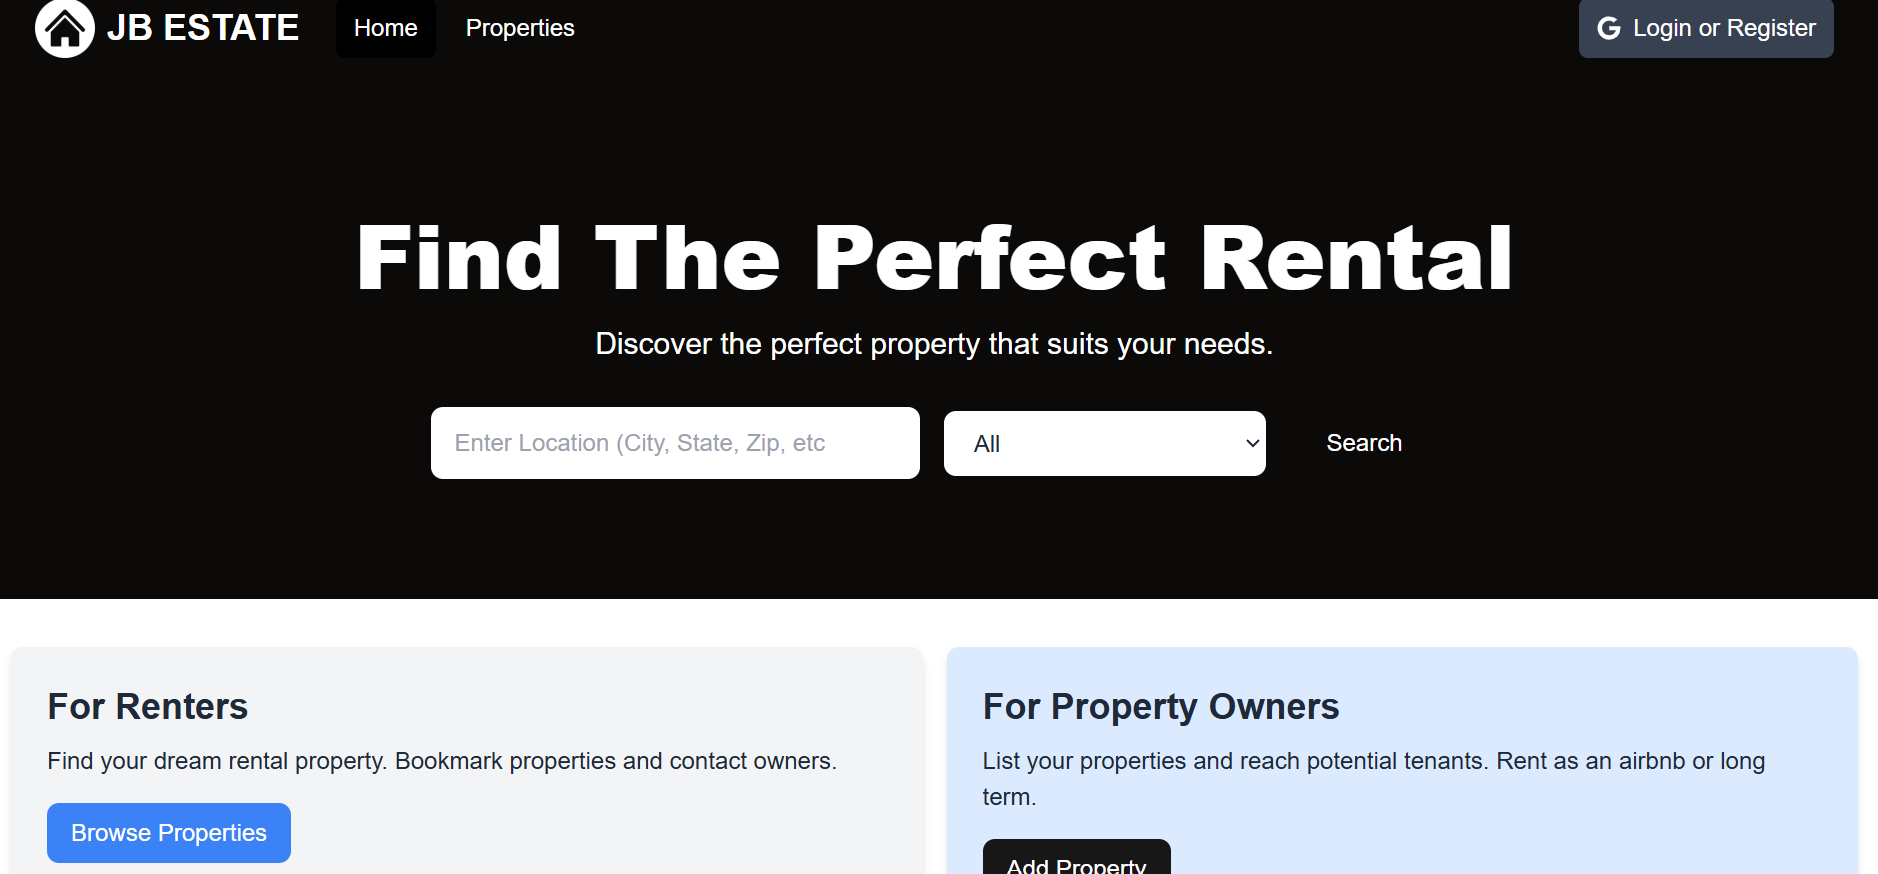 JB ESTATE
Home
Properties
Login or Register
Find The Perfect Rental
Discover the perfect property that suits your needs.
Enter Location (City, State, Zip, etc
All
Search
For Renters
Find your dream rental property. Bookmark properties and contact owners.
Browse Properties
For Property Owners
List your properties and reach potential tenants. Rent as an airbnb or long
term.
Add Property